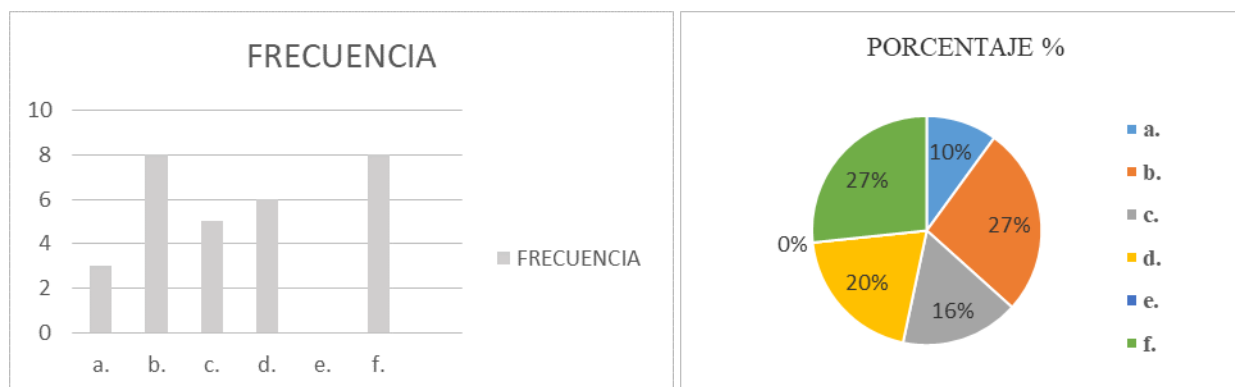 FRECUENCIA
10
8
6
4
2
0
a. b. c. d. e. f.
FRECUENCIA
PORCENTAJE %
10%
27%
16%
20%
0%
27%
a.
b.
c.
d.
e.
f.